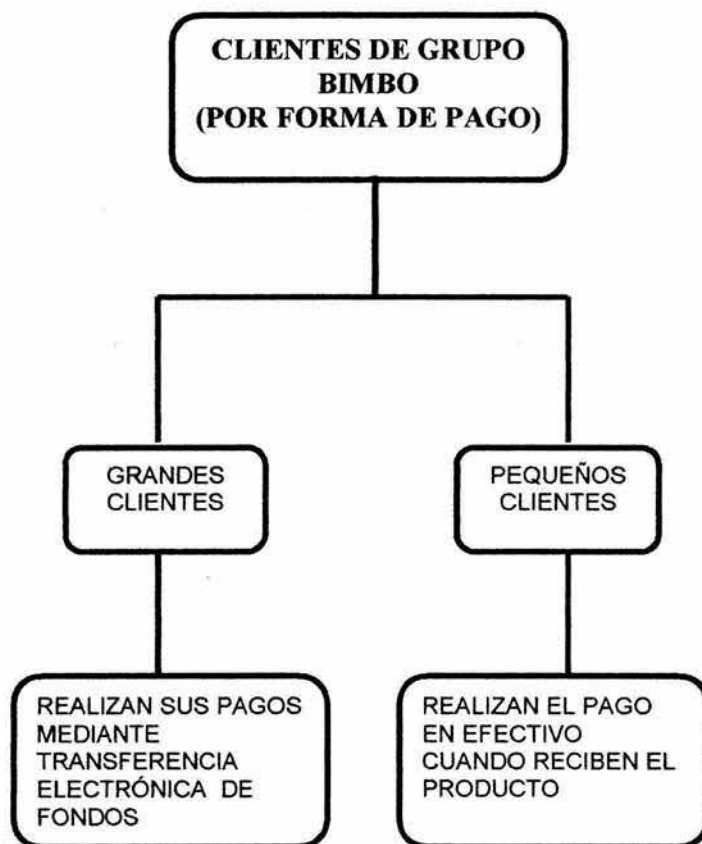 CLIENTES DE GRUPO
BIMBO
(POR FORMA DE PAGO)
GRANDES
CLIENTES
PEQUEÑOS
CLIENTES
REALIZAN SUS PAGOS
MEDIANTE
TRANSFERENCIA
ELECTRÓNICA DE
FONDOS
REALIZAN EL PAGO
EN EFECTIVO
CUANDO RECIBEN EL
PRODUCTO